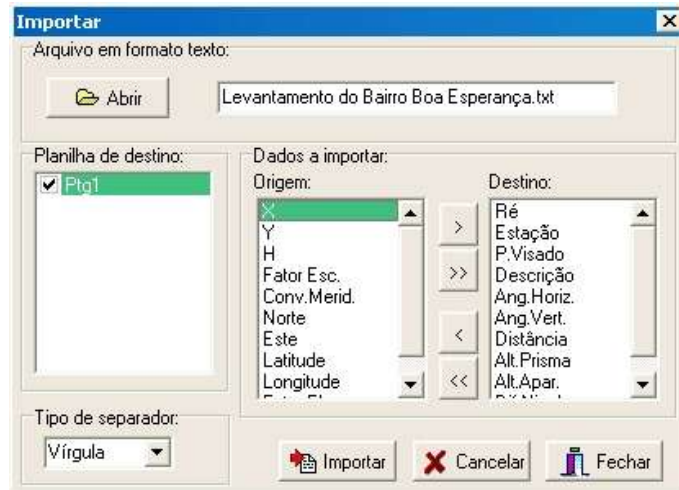 Importar
Arquivo em formato texto:
Abrir
Levantamento do Bairro Boa Esperança.txt
Planilha de destino:
Ptg1
Dados a importar:
Origem:
X
Y
H
Fator Esc.
Conv.Merid.
Norte
Este
Latitude
Longitude
>
>>
<
<<
Destino:
Ré
Estação
P.Visado
Descrição
Ang.Horiz.
Ang.Vert.
Distância
Alt.Prisma
Alt.Apar.
Tipo de separador:
Vírgula
Importar
Cancelar
Fechar